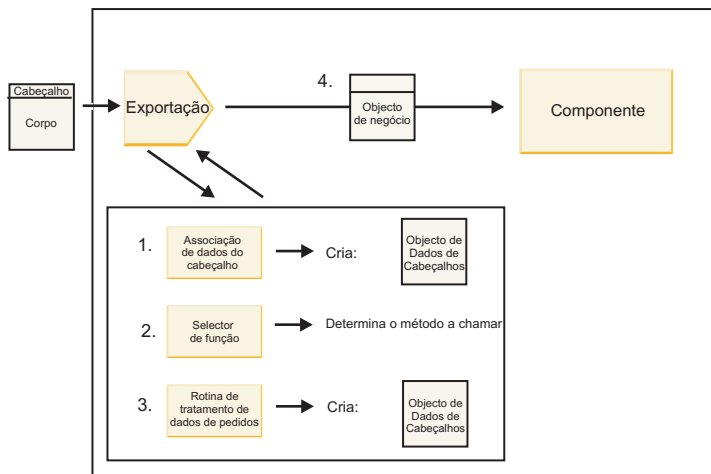 Cabeçalho
Corpo
Exportação
4.
Objecto
de negócio
Componente
1.
Associação
de dados do
cabeçalho
Cria:
Objecto de
Dados de
Cabeçalhos
2.
Selector
de função
Determina o método a chamar
3.
Rotina de
tratamento de
dados de pedidos
Cria:
Objecto de
Dados de
Cabeçalhos